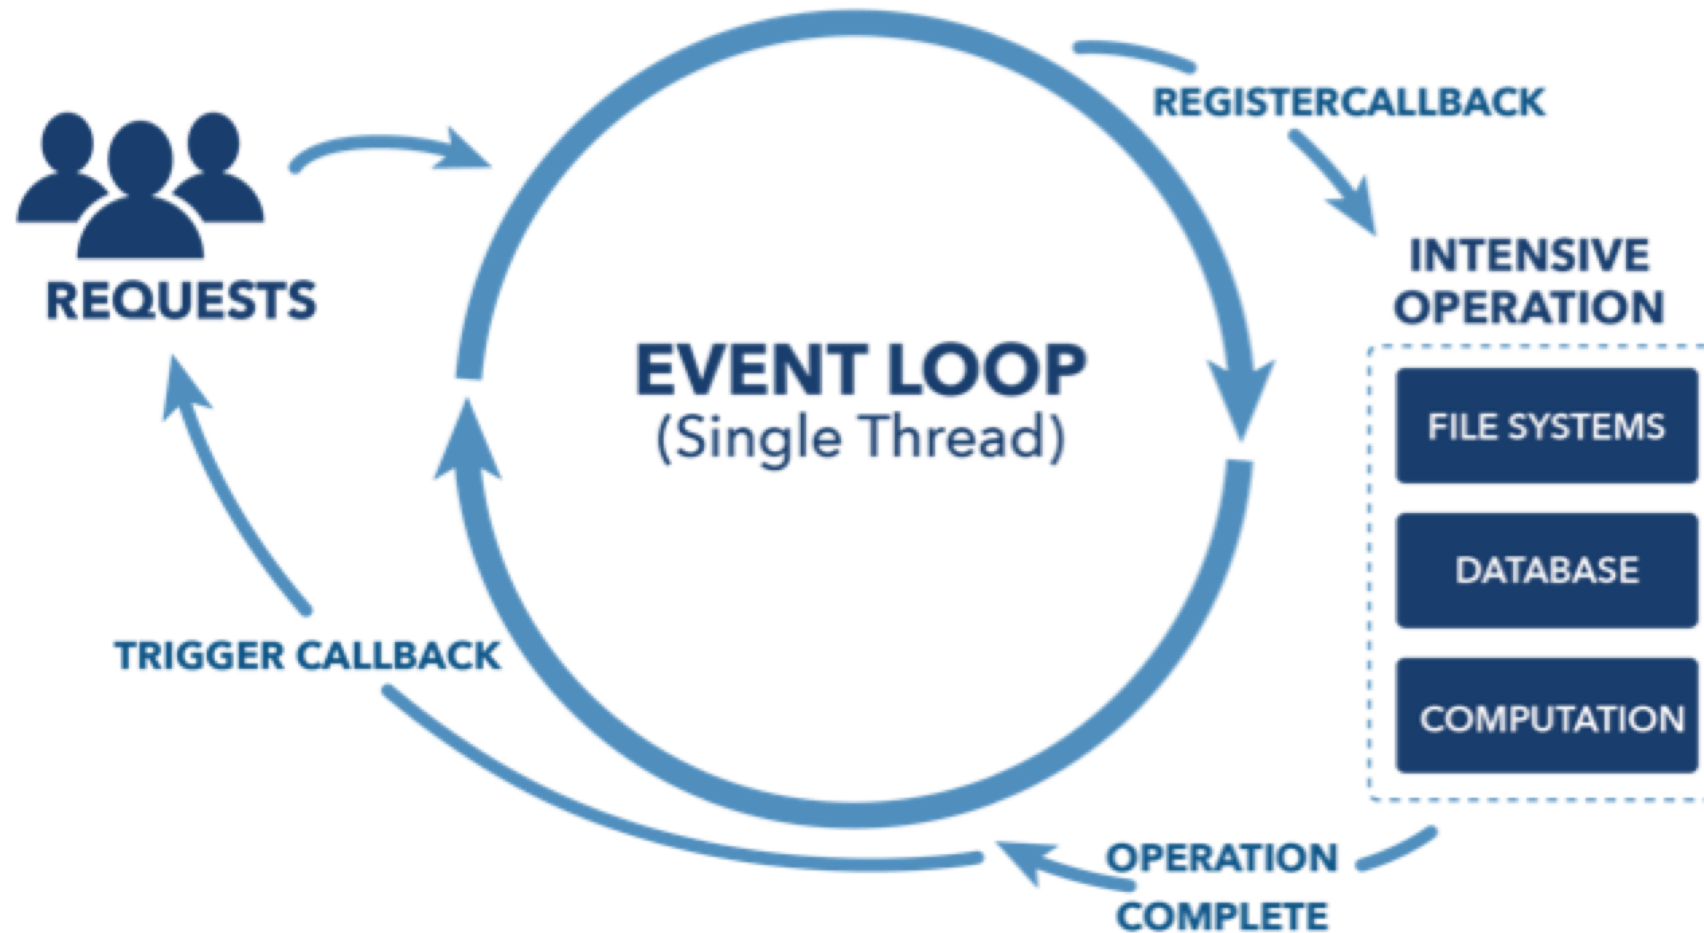 REGISTERCALLBACK
REQUESTS
INTENSIVE
OPERATION
EVENT LOOP
(Single Thread)
FILE SYSTEMS
DATABASE
COMPUTATION
TRIGGER CALLBACK
OPERATION
COMPLETE